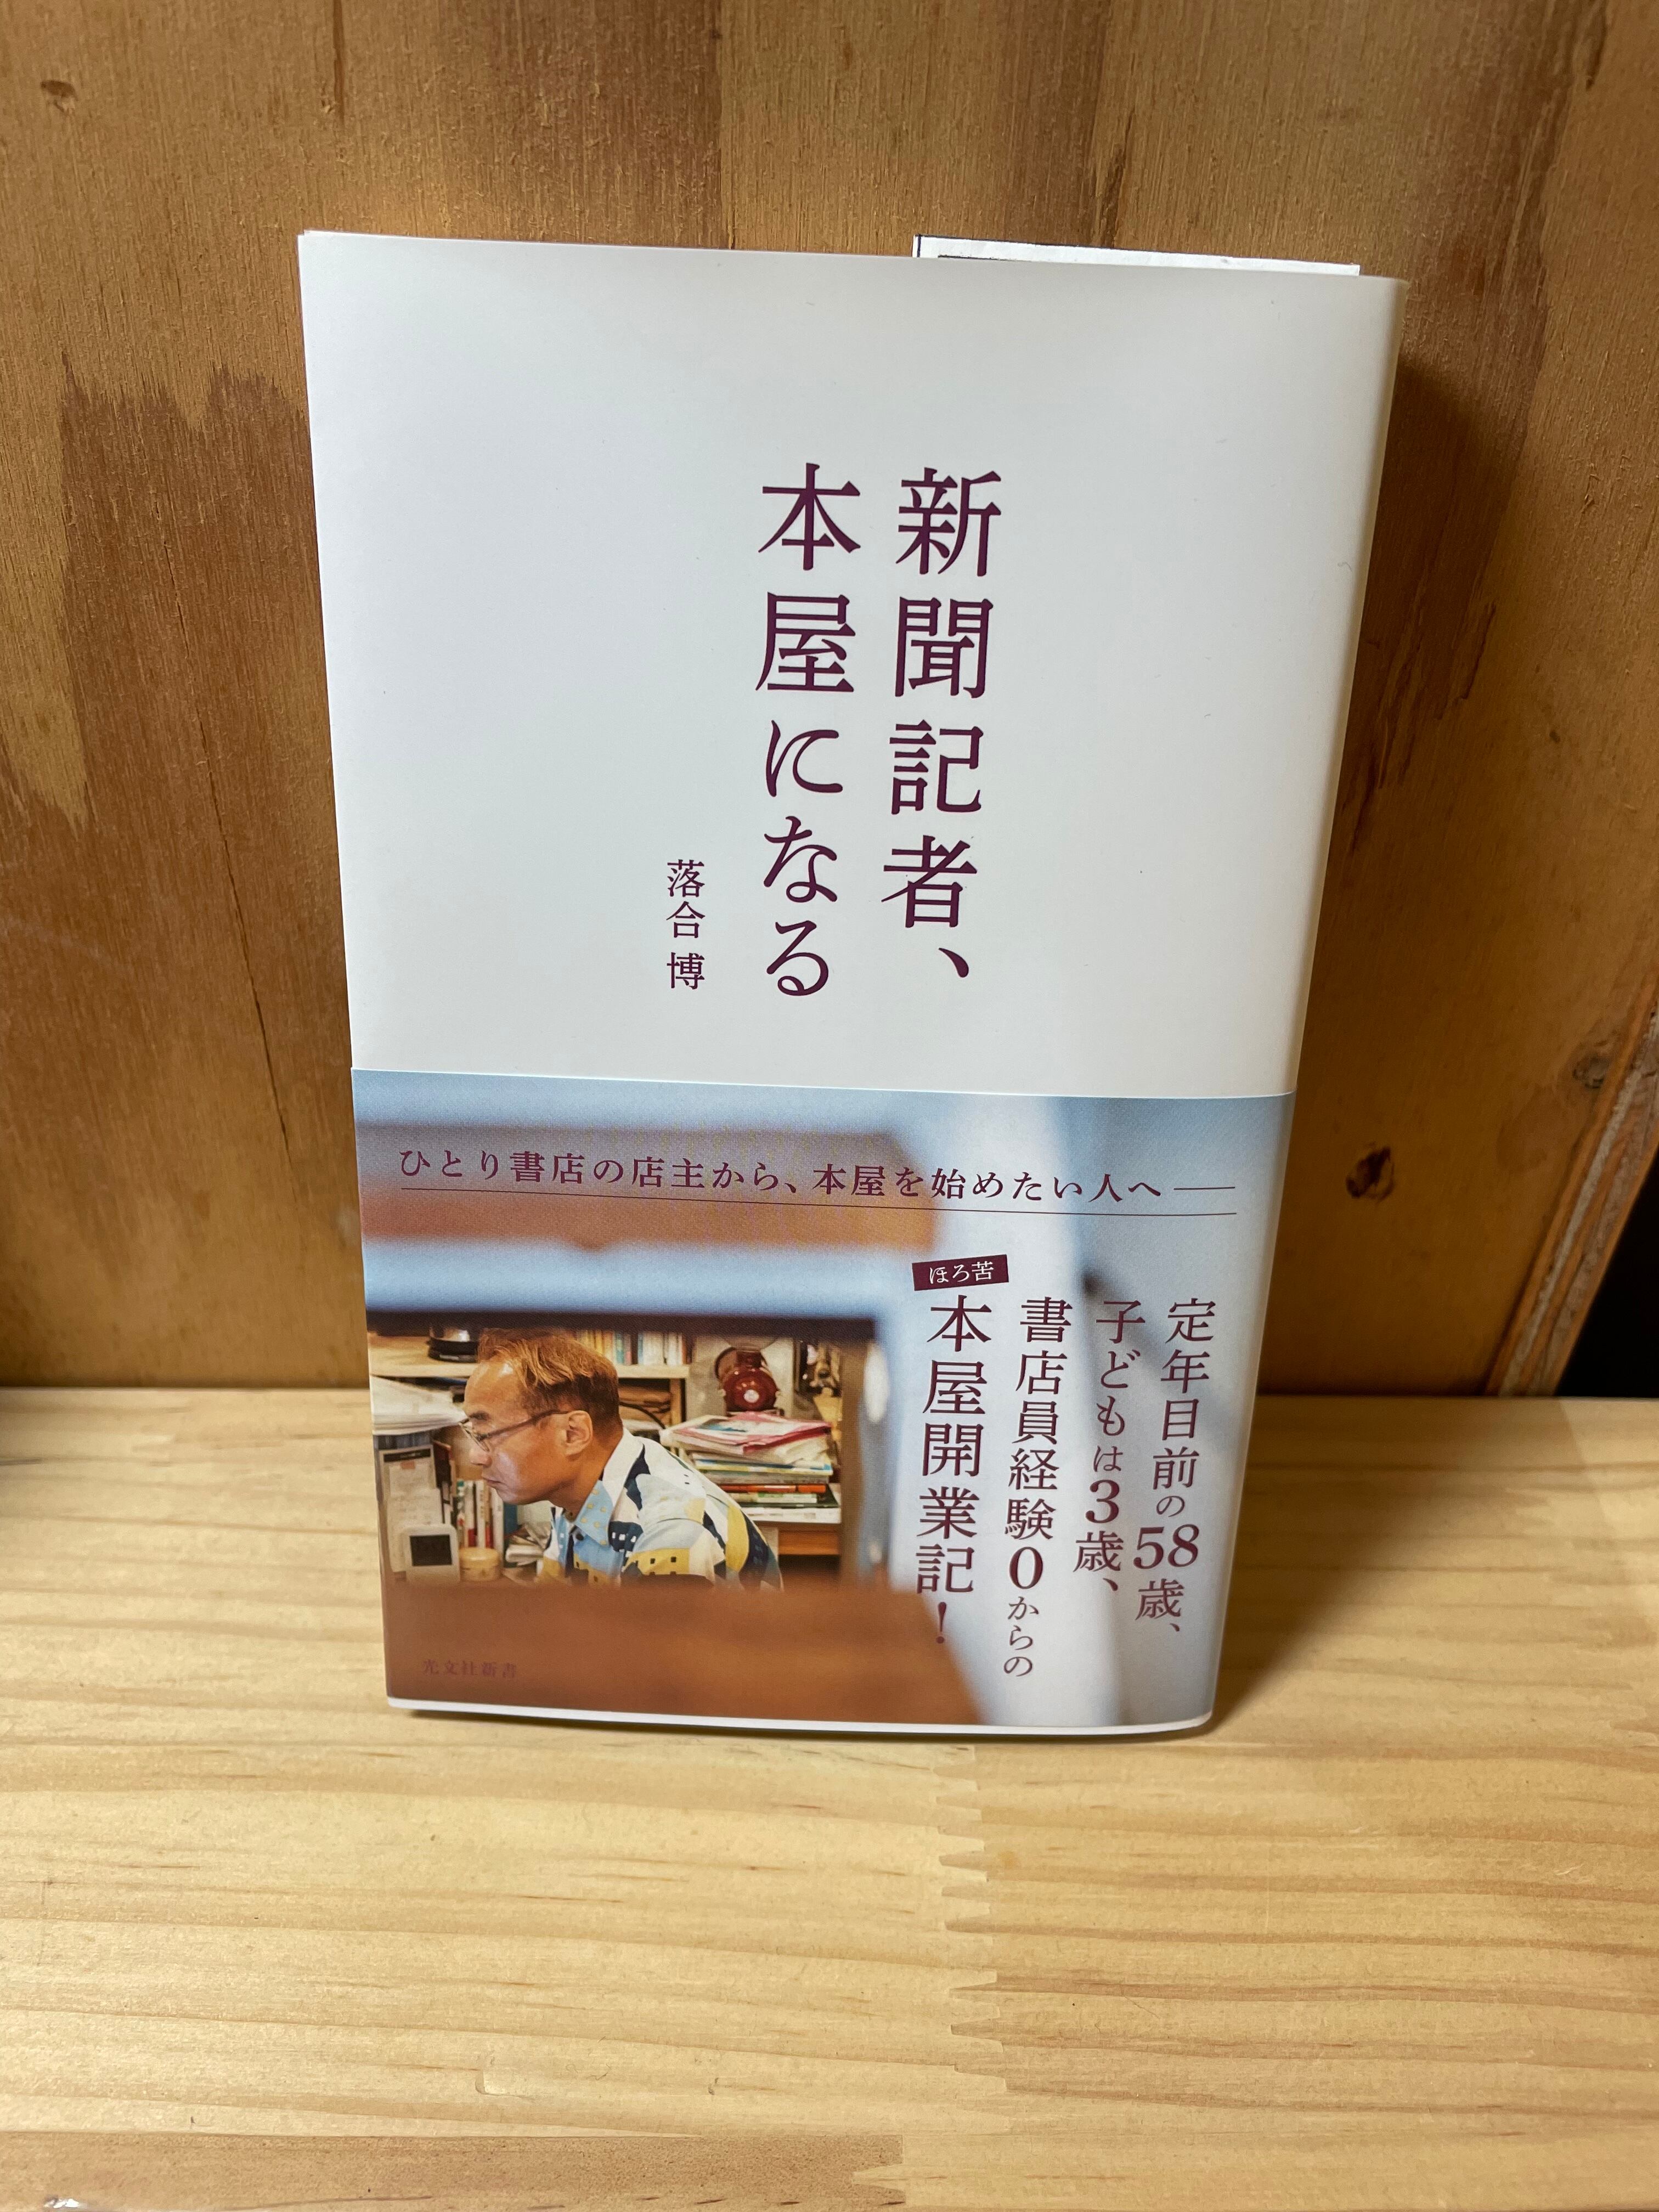 新聞記者、
本屋になる
落合 博
ひとり書店の店主から、本屋を始めたい人へ――
定年目前の58歳、
子どもは3歳、
書店員経験0からの
ほろ苦
本屋開業記!
光文社新書